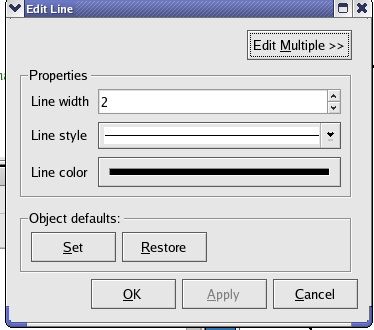 Edit Line
Edit Multiple >>
Properties
Line width 2
Line style
Line color
Object defaults:
Set Restore
OK Apply Cancel